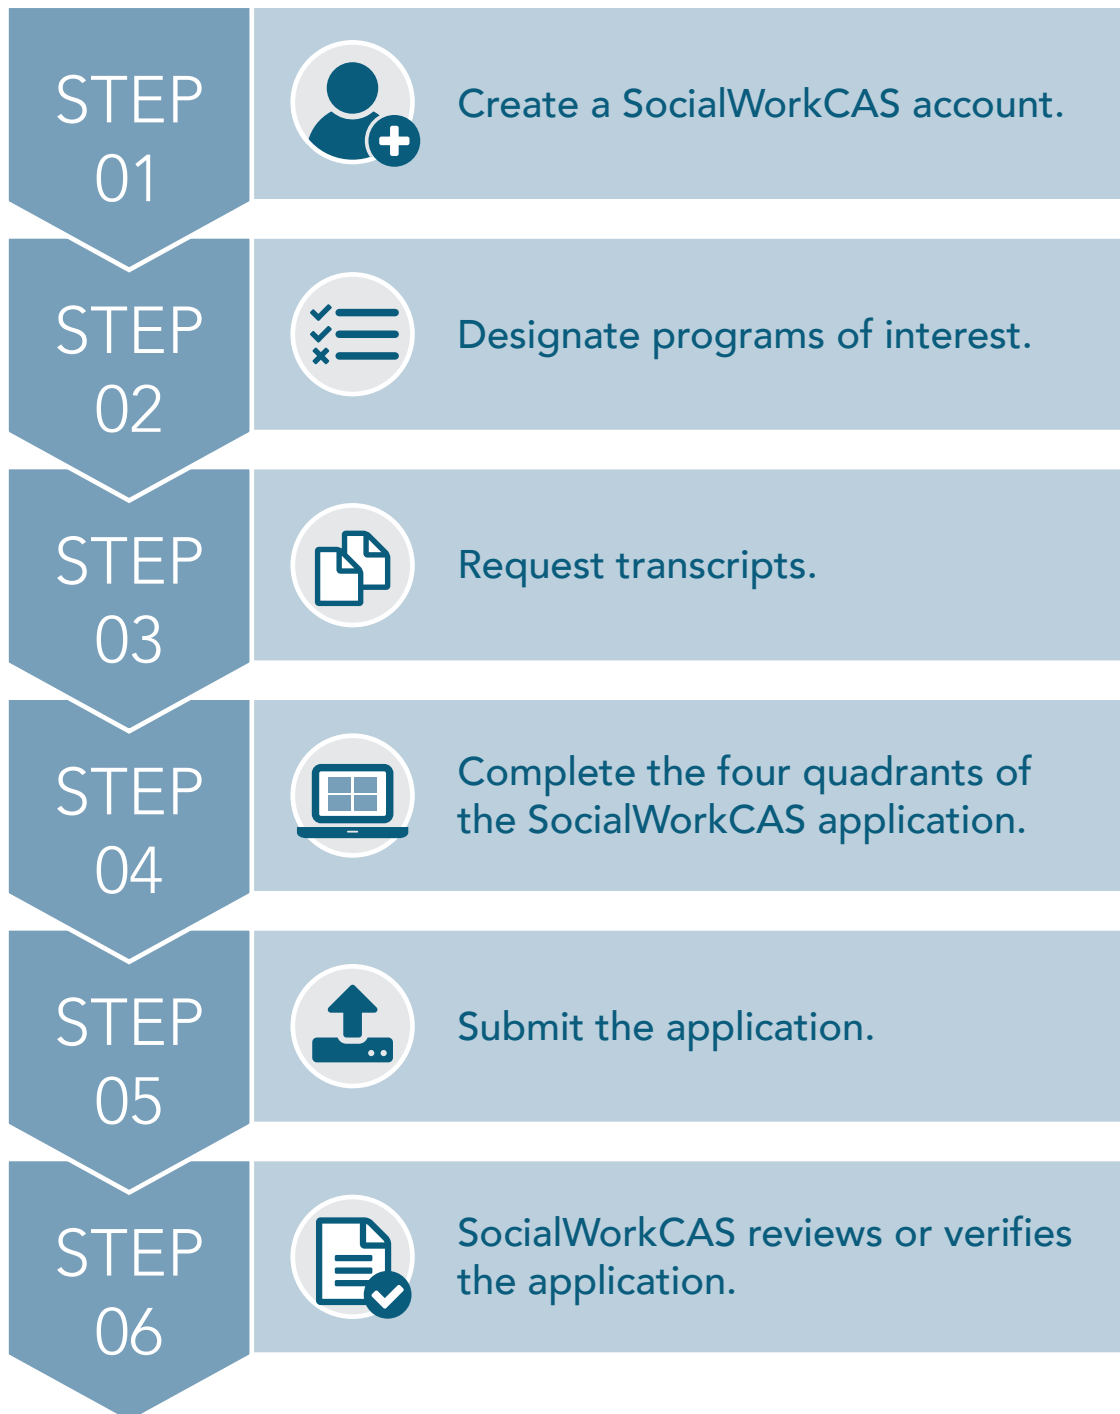 STEP
01
Create a SocialWorkCAS account.
STEP
02
Designate programs of interest.
STEP
03
Request transcripts.
STEP
04
Complete the four quadrants of
the SocialWorkCAS application.
STEP
05
Submit the application.
STEP
06
SocialWorkCAS reviews or verifies
the application.